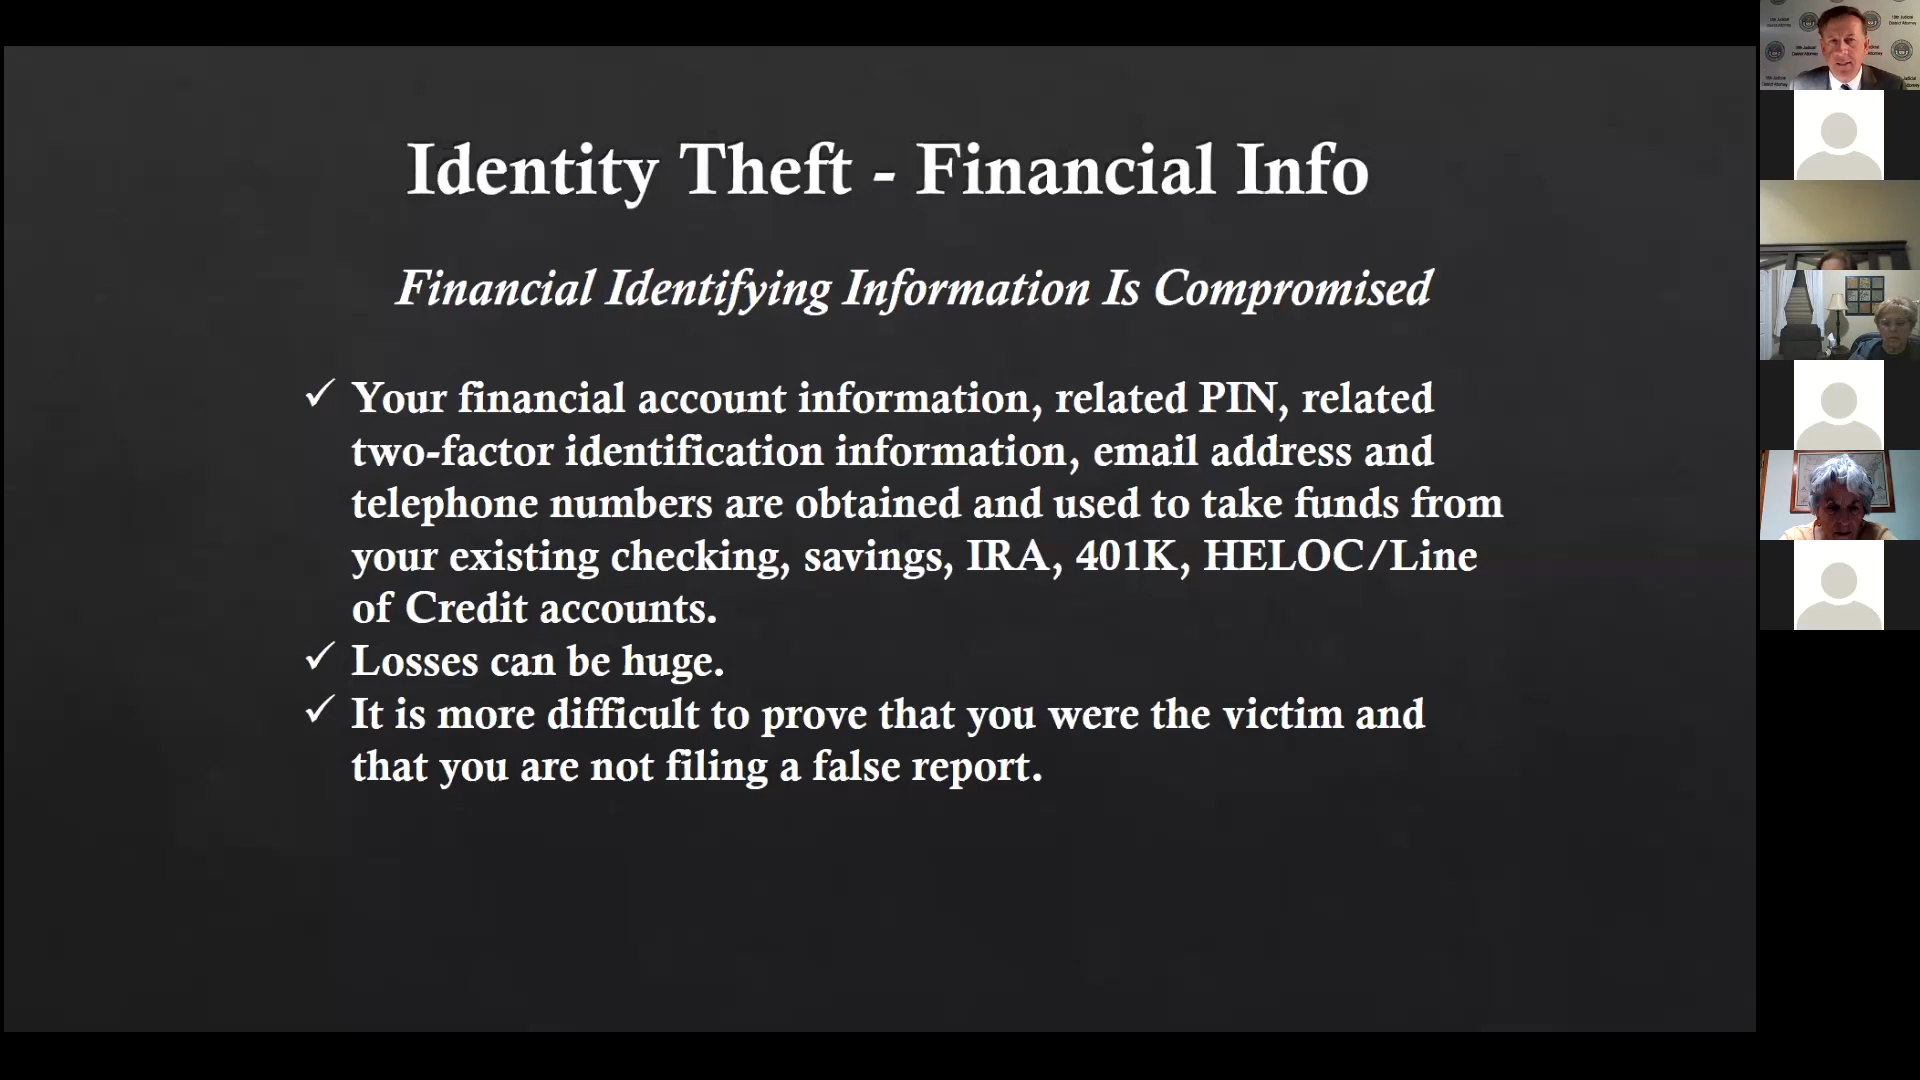 Identity Theft - Financial Info
Financial Identifying Information Is Compromised
✓ Your financial account information, related PIN, related
two-factor identification information, email address and
telephone numbers are obtained and used to take funds from
your existing checking, savings, IRA, 401K, HELOC/Line
of Credit accounts.
✓ Losses can be huge.
✓ It is more difficult to prove that you were the victim and
that you are not filing a false report.